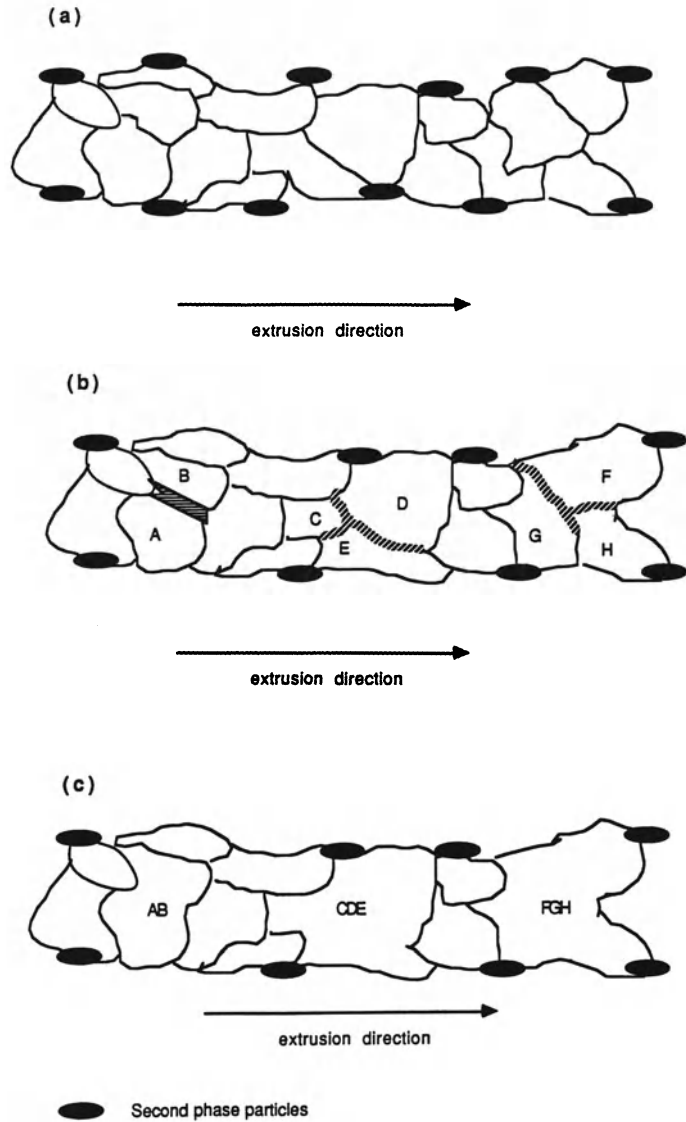 (a)
extrusion direction
(b)
B
A
C
D
E
F
G
H
extrusion direction
(c)
AB
CDE
FGH
extrusion direction
Second phase particles